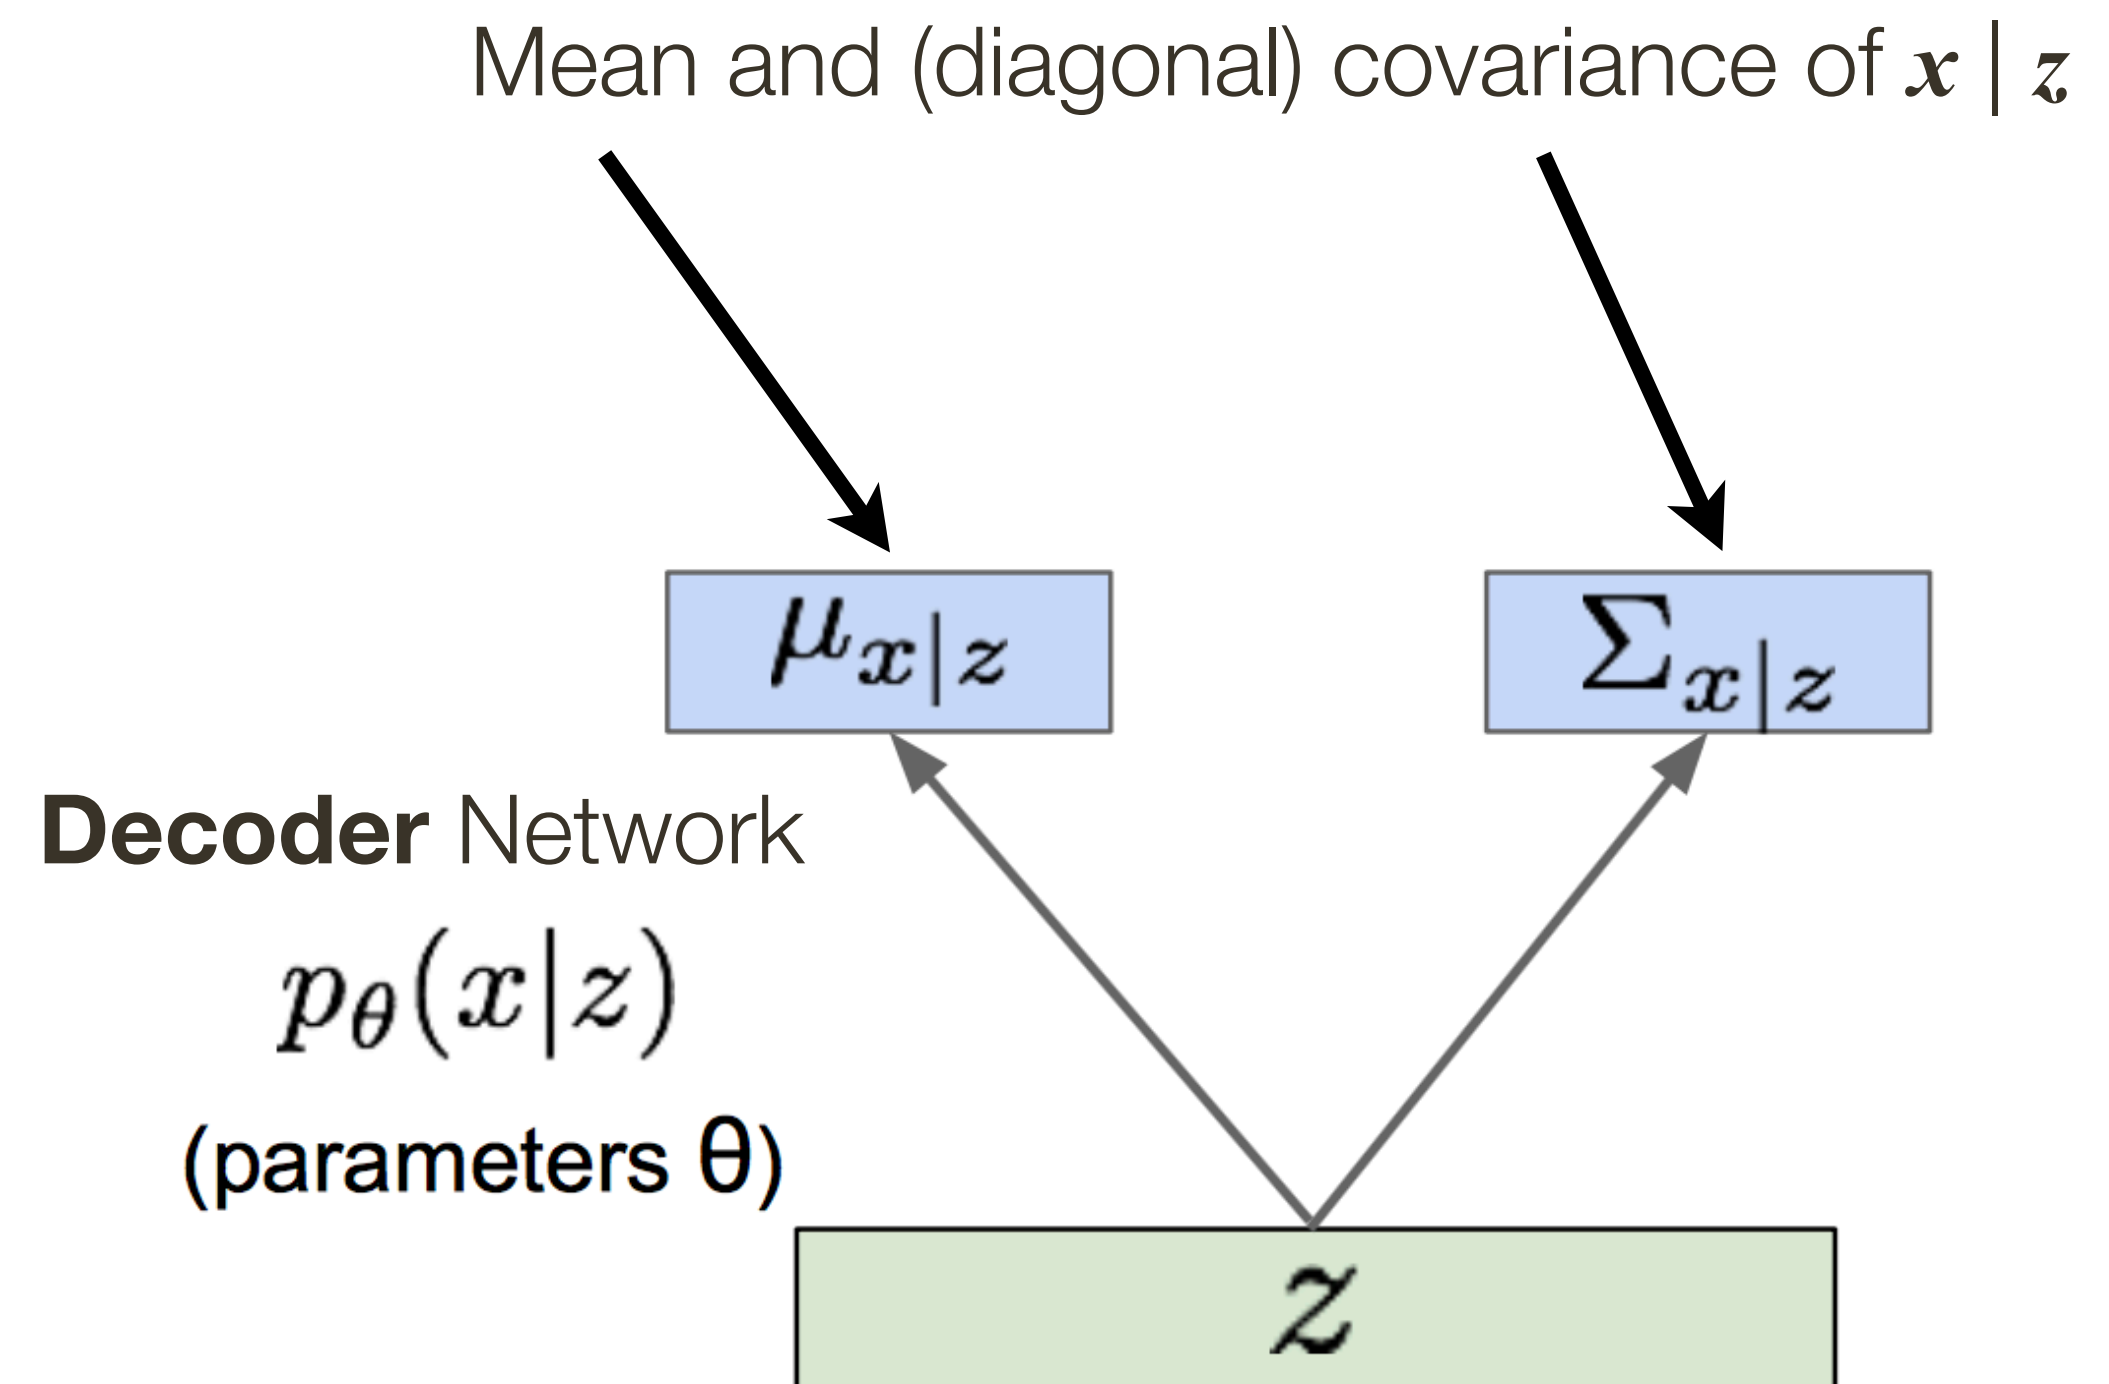 Mean and (diagonal) covariance of x | z
μx|z
Σx|z
Decoder Network
pθ(x|z)
(parameters θ)
z